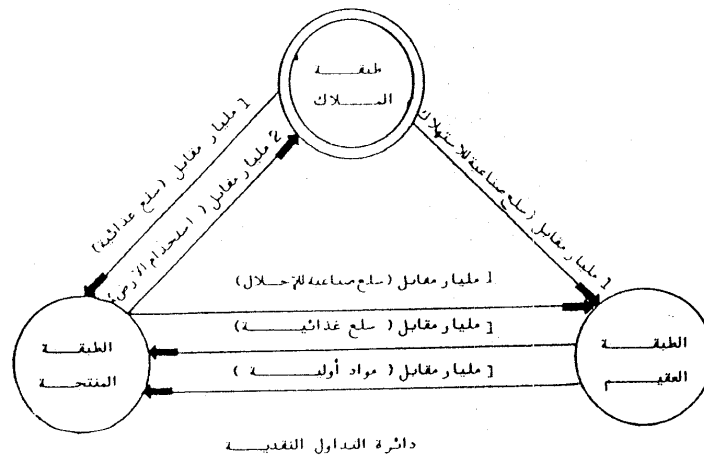 طبقة
الملاك
1 مليار مقابل (سلع غذائية)
2 مليار مقابل ( استخدام الأرض)
1 مليار مقابل (سلع صناعية للاستهلاك
1 مليار مقابل (سلع صناعية للإحلال)
1 مليار مقابل ( سلع غذائية )
1 مليار مقابل ( مواد أولية )
الطبقة
المنتجة
الطبقة
العقيم
دائرة التداول النقدية